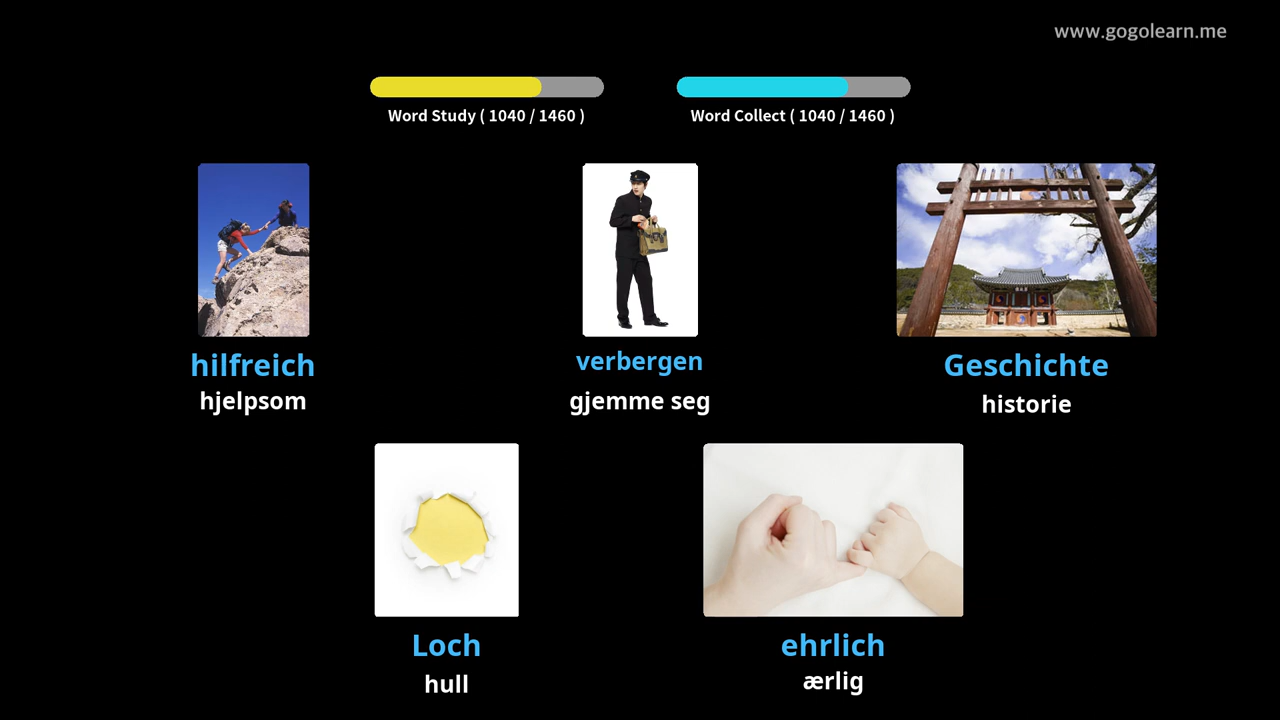 www.gogolearn.me
Word Study ( 1040 / 1460 )
Word Collect ( 1040 / 1460 )
hilfreich
hjelpsom
verbergen
gjemme seg
Geschichte
historie
Loch
hull
ehrlich
ærlig